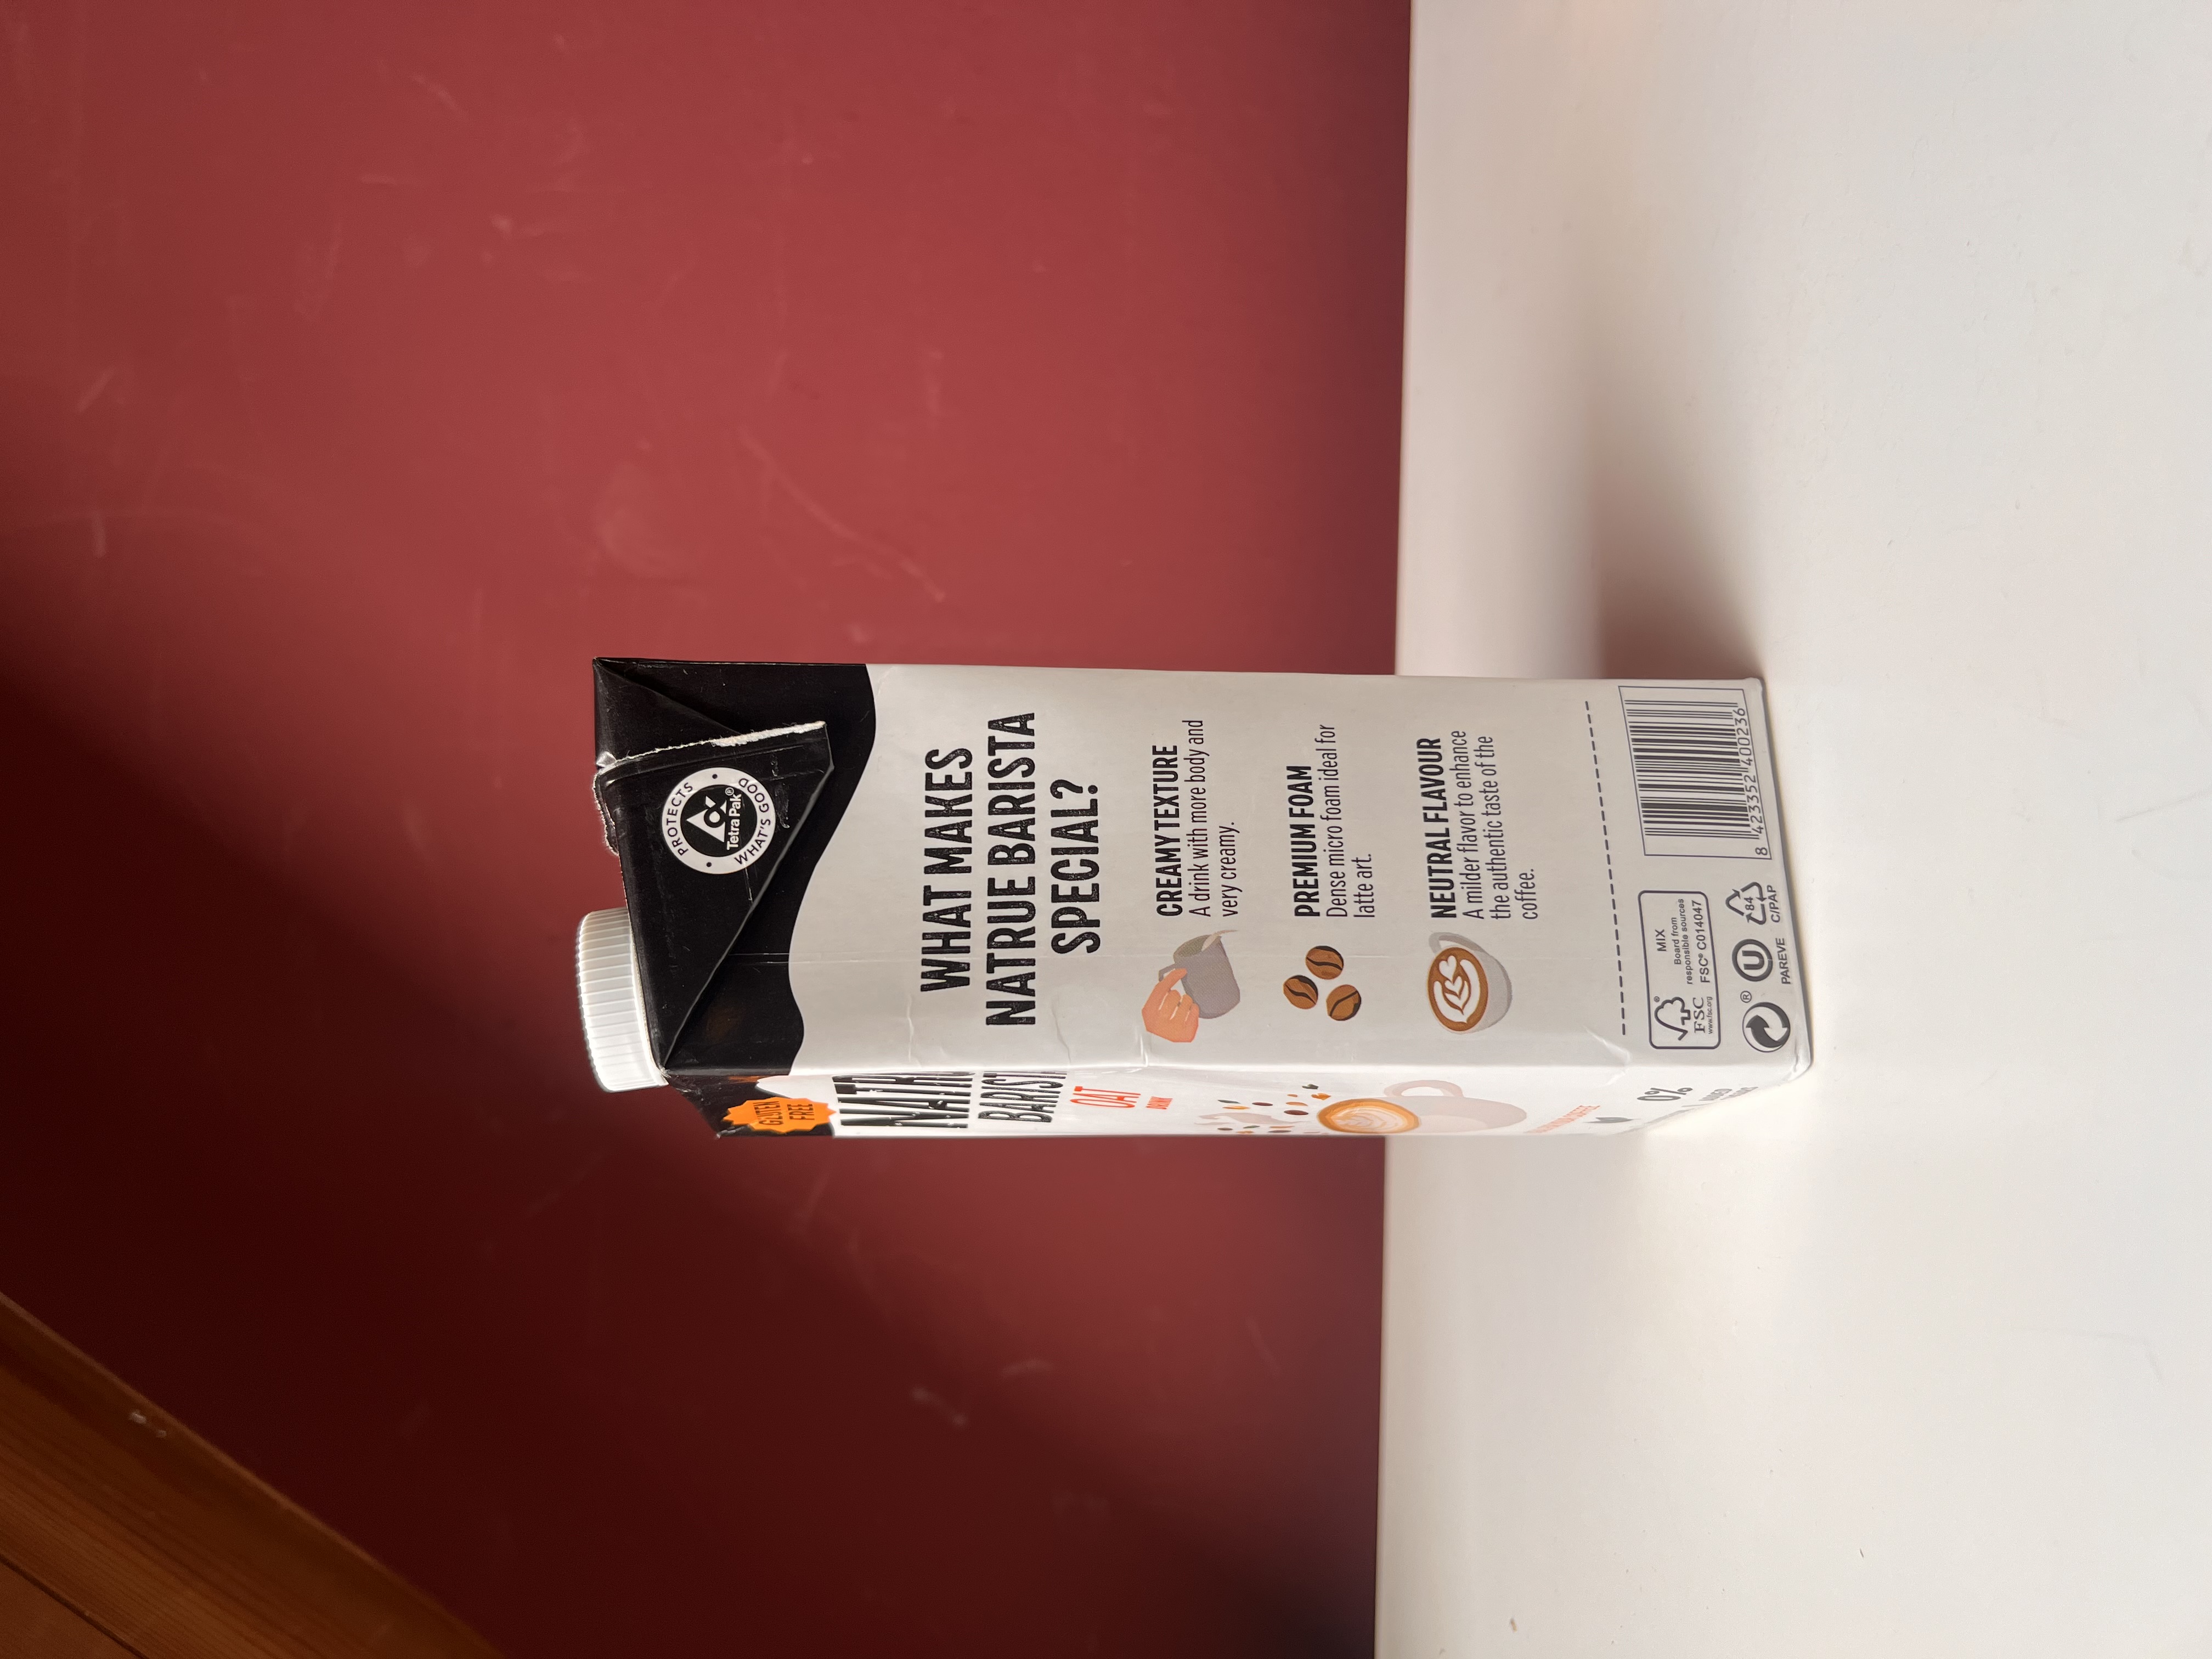 PROTECTS
Tetra Pak®
WHAT'S GOOD
GLUTEN
FREE
NATR
BARIST
OAT
DRINK
0%
WHAT MAKES
NATRUE BARISTA
SPECIAL?
CREAMY TEXTURE
A drink with more body and
very creamy.
PREMIUM FOAM
Dense micro foam ideal for
latte art.
NEUTRAL FLAVOUR
A milder flavor to enhance
the authentic taste of the
coffee.
FSC®
www.fsc.org
MIX
Board from
responsible sources
FSC® C014047
®
U
PAREVE
84
C/PAP
8 423352 400236